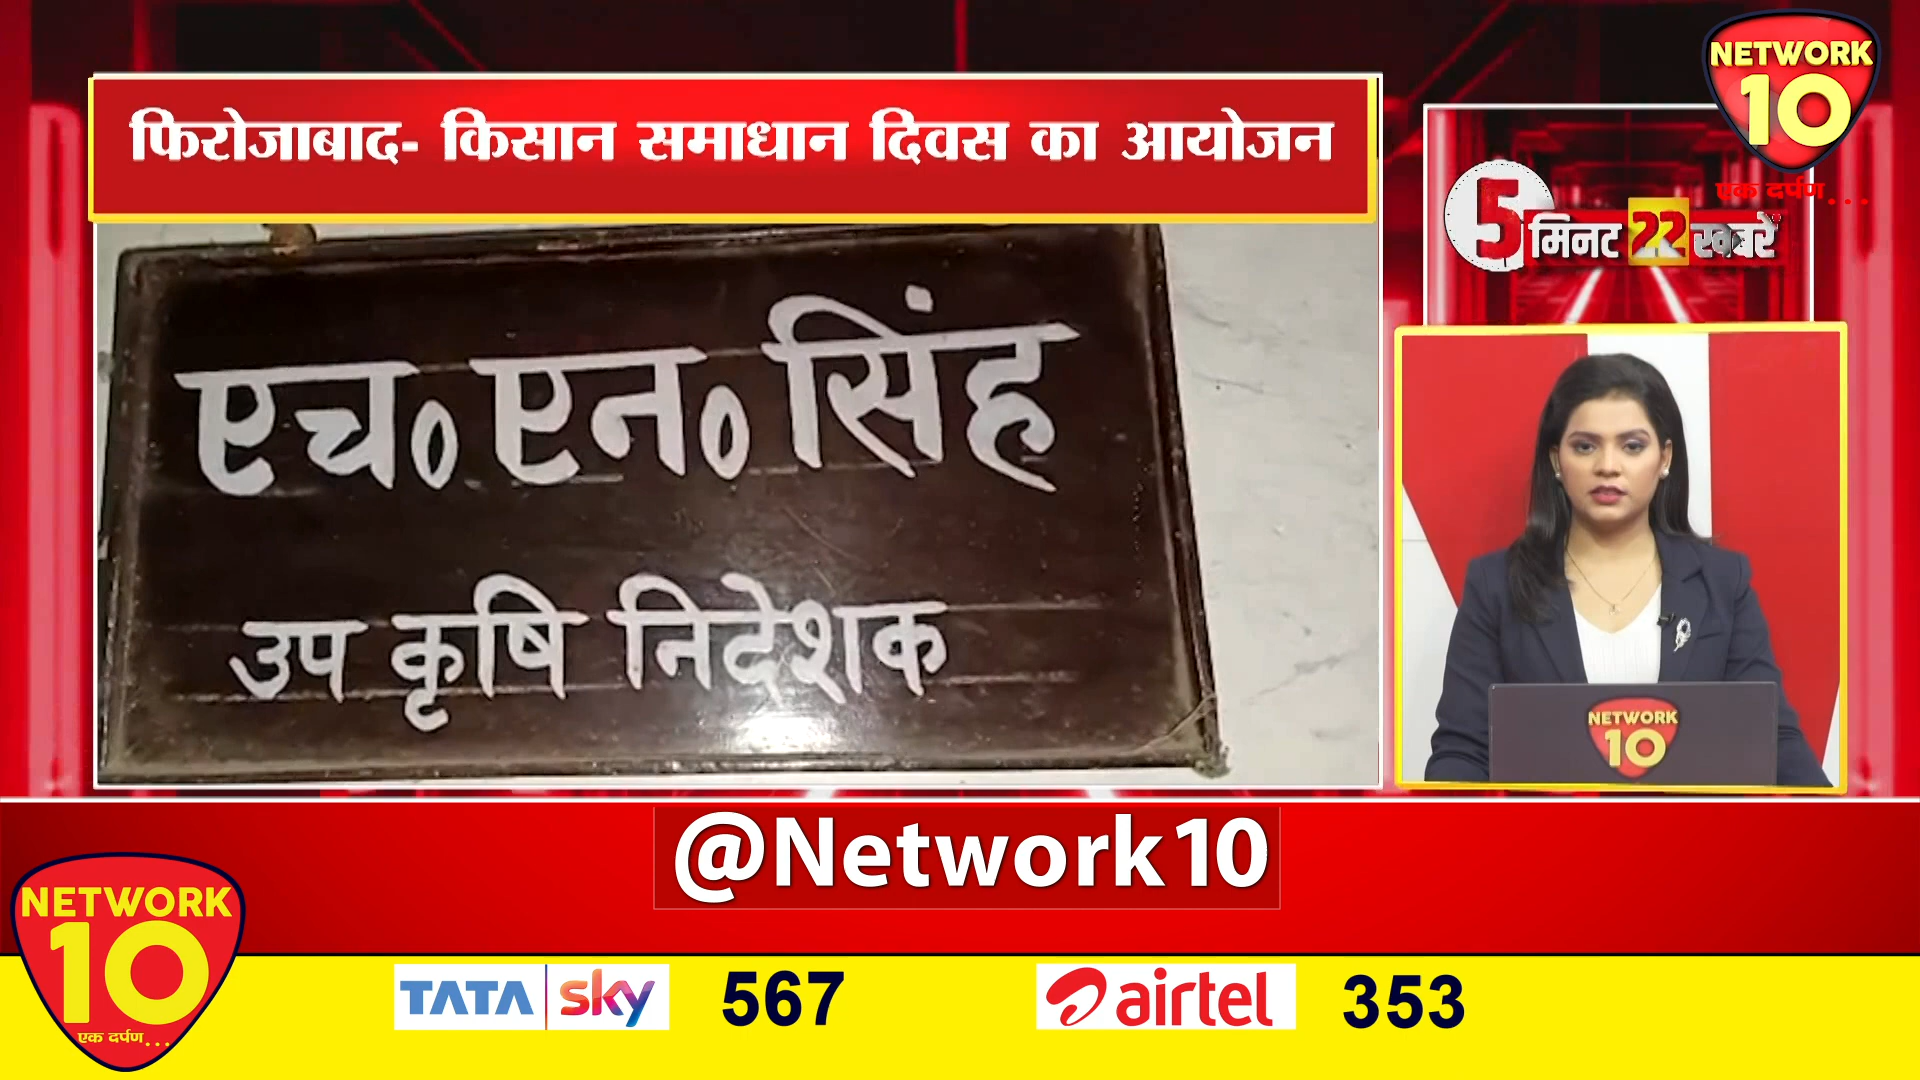 फिरोजाबाद- किसान समाधान दिवस का आयोजन
NETWORK
10
एक दर्पण...
5 मिनट 22 खबरें
एच० एन० सिंह
उप कृषि निदेशक
NETWORK
10
@Network10
NETWORK
10
एक दर्पण...
TATA sky 567 airtel 353